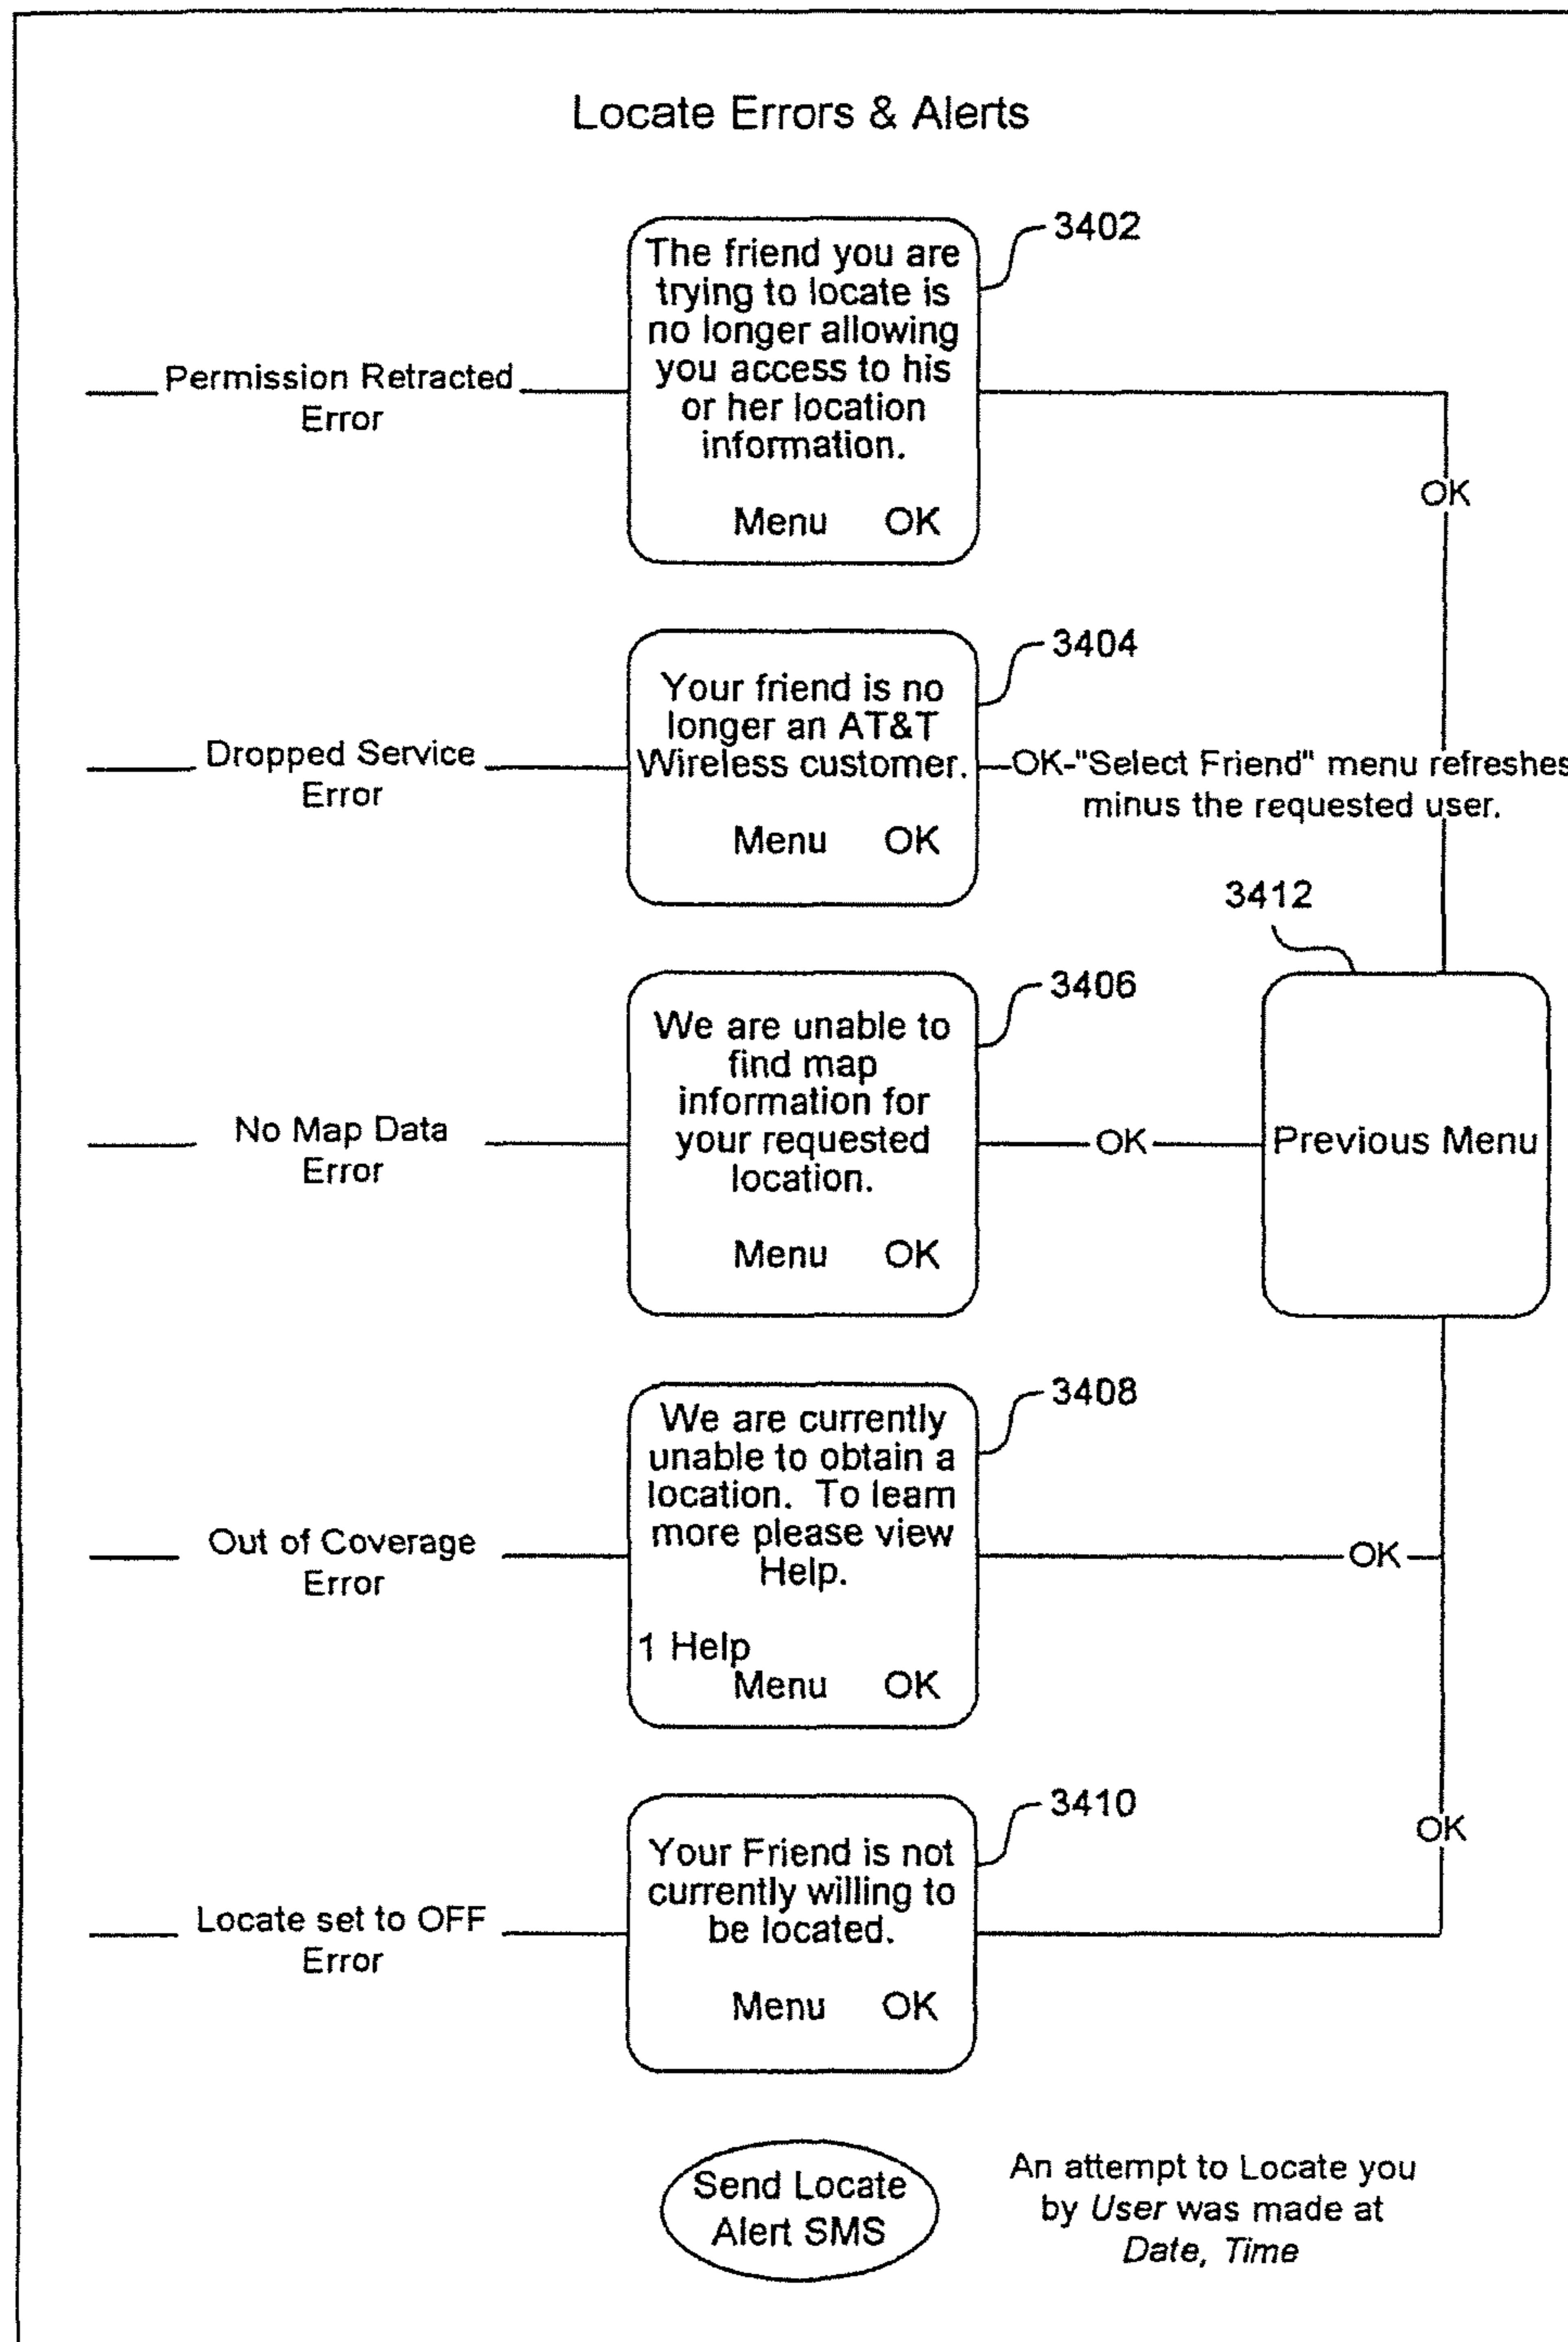 Locate Errors & Alerts
3402
The friend you are
trying to locate is
no longer allowing
you access to his
or her location
information.
Menu OK
Permission Retracted
Error
OK
3404
Your friend is no
longer an AT&T
Wireless customer.
Menu OK
Dropped Service
Error
OK-"Select Friend" menu refreshes
minus the requested user.
3412
Previous Menu
3406
We are unable to
find map
information for
your requested
location.
Menu OK
No Map Data
Error
OK
3408
We are currently
unable to obtain a
location. To learn
more please view
Help.
1 Help
Menu OK
Out of Coverage
Error
OK
3410
Your Friend is not
currently willing to
be located.
Menu OK
Locate set to OFF
Error
OK
Send Locate
Alert SMS
An attempt to Locate you
by User was made at
Date, Time